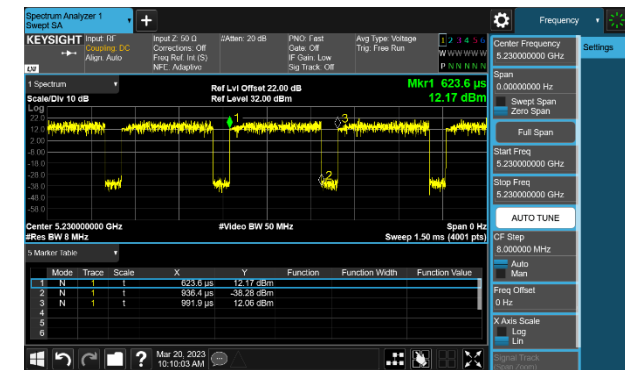 Spectrum Analyzer 1
Swept SA
+
Frequency
KEYSIGHT
Input: RF
Coupling: DC
Align: Auto
Input Z: 50 Ω
Corrections: Off
Freq Ref: Int (S)
NFE: Adaptive
#Atten: 20 dB
PNO: Fast
Gate: Off
IF Gain: Low
Sig Track: Off
Avg Type: Voltage
Trig: Free Run
1 2 3 4 5 6
W W W W W W
P N N N N N
LXI
1 Spectrum
Scale/Div 10 dB
Ref Lvl Offset 22.00 dB
Ref Level 32.00 dBm
Mkr1 623.6 µs
12.17 dBm
Log
22.0
12.0
2.00
-8.00
-18.0
-28.0
-38.0
-48.0
-58.0
1
2
3
Center 5.230000000 GHz
#Res BW 8 MHz
#Video BW 50 MHz
Span 0 Hz
Sweep 1.50 ms (4001 pts)
5 Marker Table
Mode Trace Scale X Y Function Function Width Function Value
1 N 1 t 623.6 µs 12.17 dBm
2 N 1 t 936.4 µs -38.28 dBm
3 N 1 t 991.9 µs 12.06 dBm
4
5
6
Mar 20, 2023
10:10:03 AM
?
Settings
Center Frequency
5.230000000 GHz
Span
0.00000000 Hz
Swept Span
Zero Span
Full Span
Start Freq
5.230000000 GHz
Stop Freq
5.230000000 GHz
AUTO TUNE
CF Step
8.000000 MHz
Auto
Man
Freq Offset
0 Hz
X Axis Scale
Log
Lin
Signal Track
(Span Zoom)